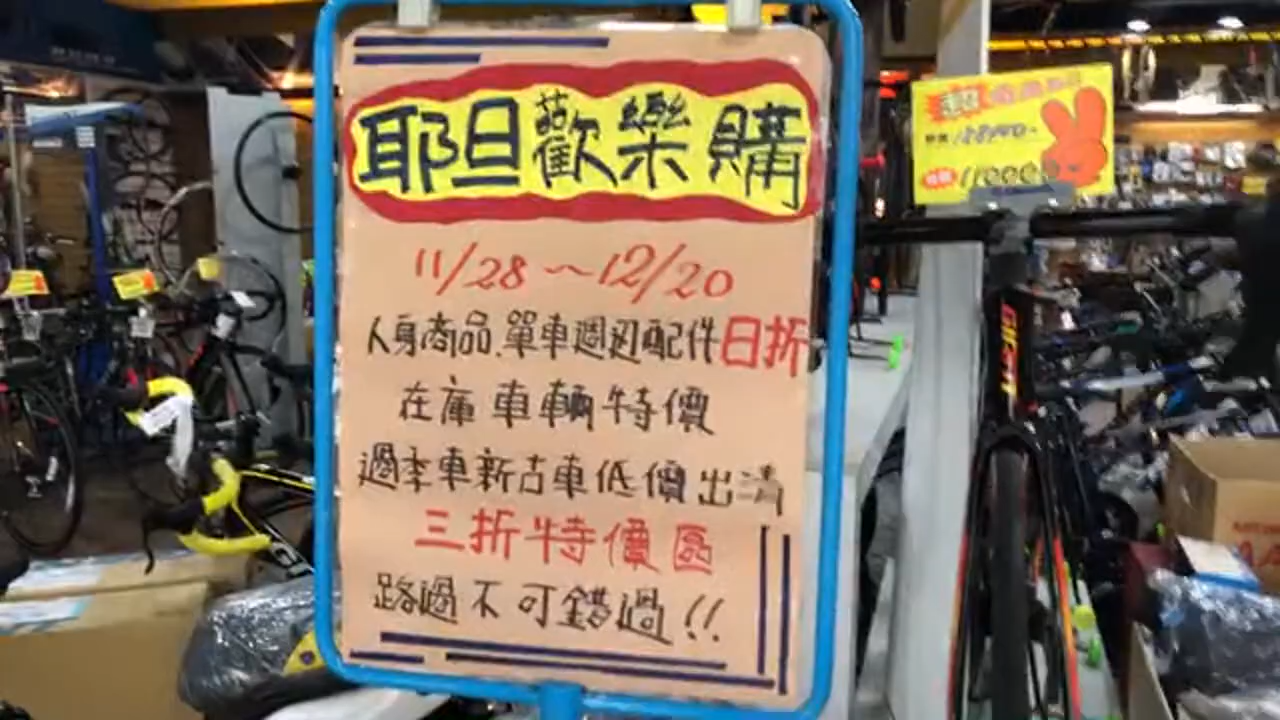 耶旦歡樂購
11/28~12/20
人身商品、單車週邊配件日折
在庫車輛特價
過季車新古車低價出清
三折特價區
路過不可錯過!!